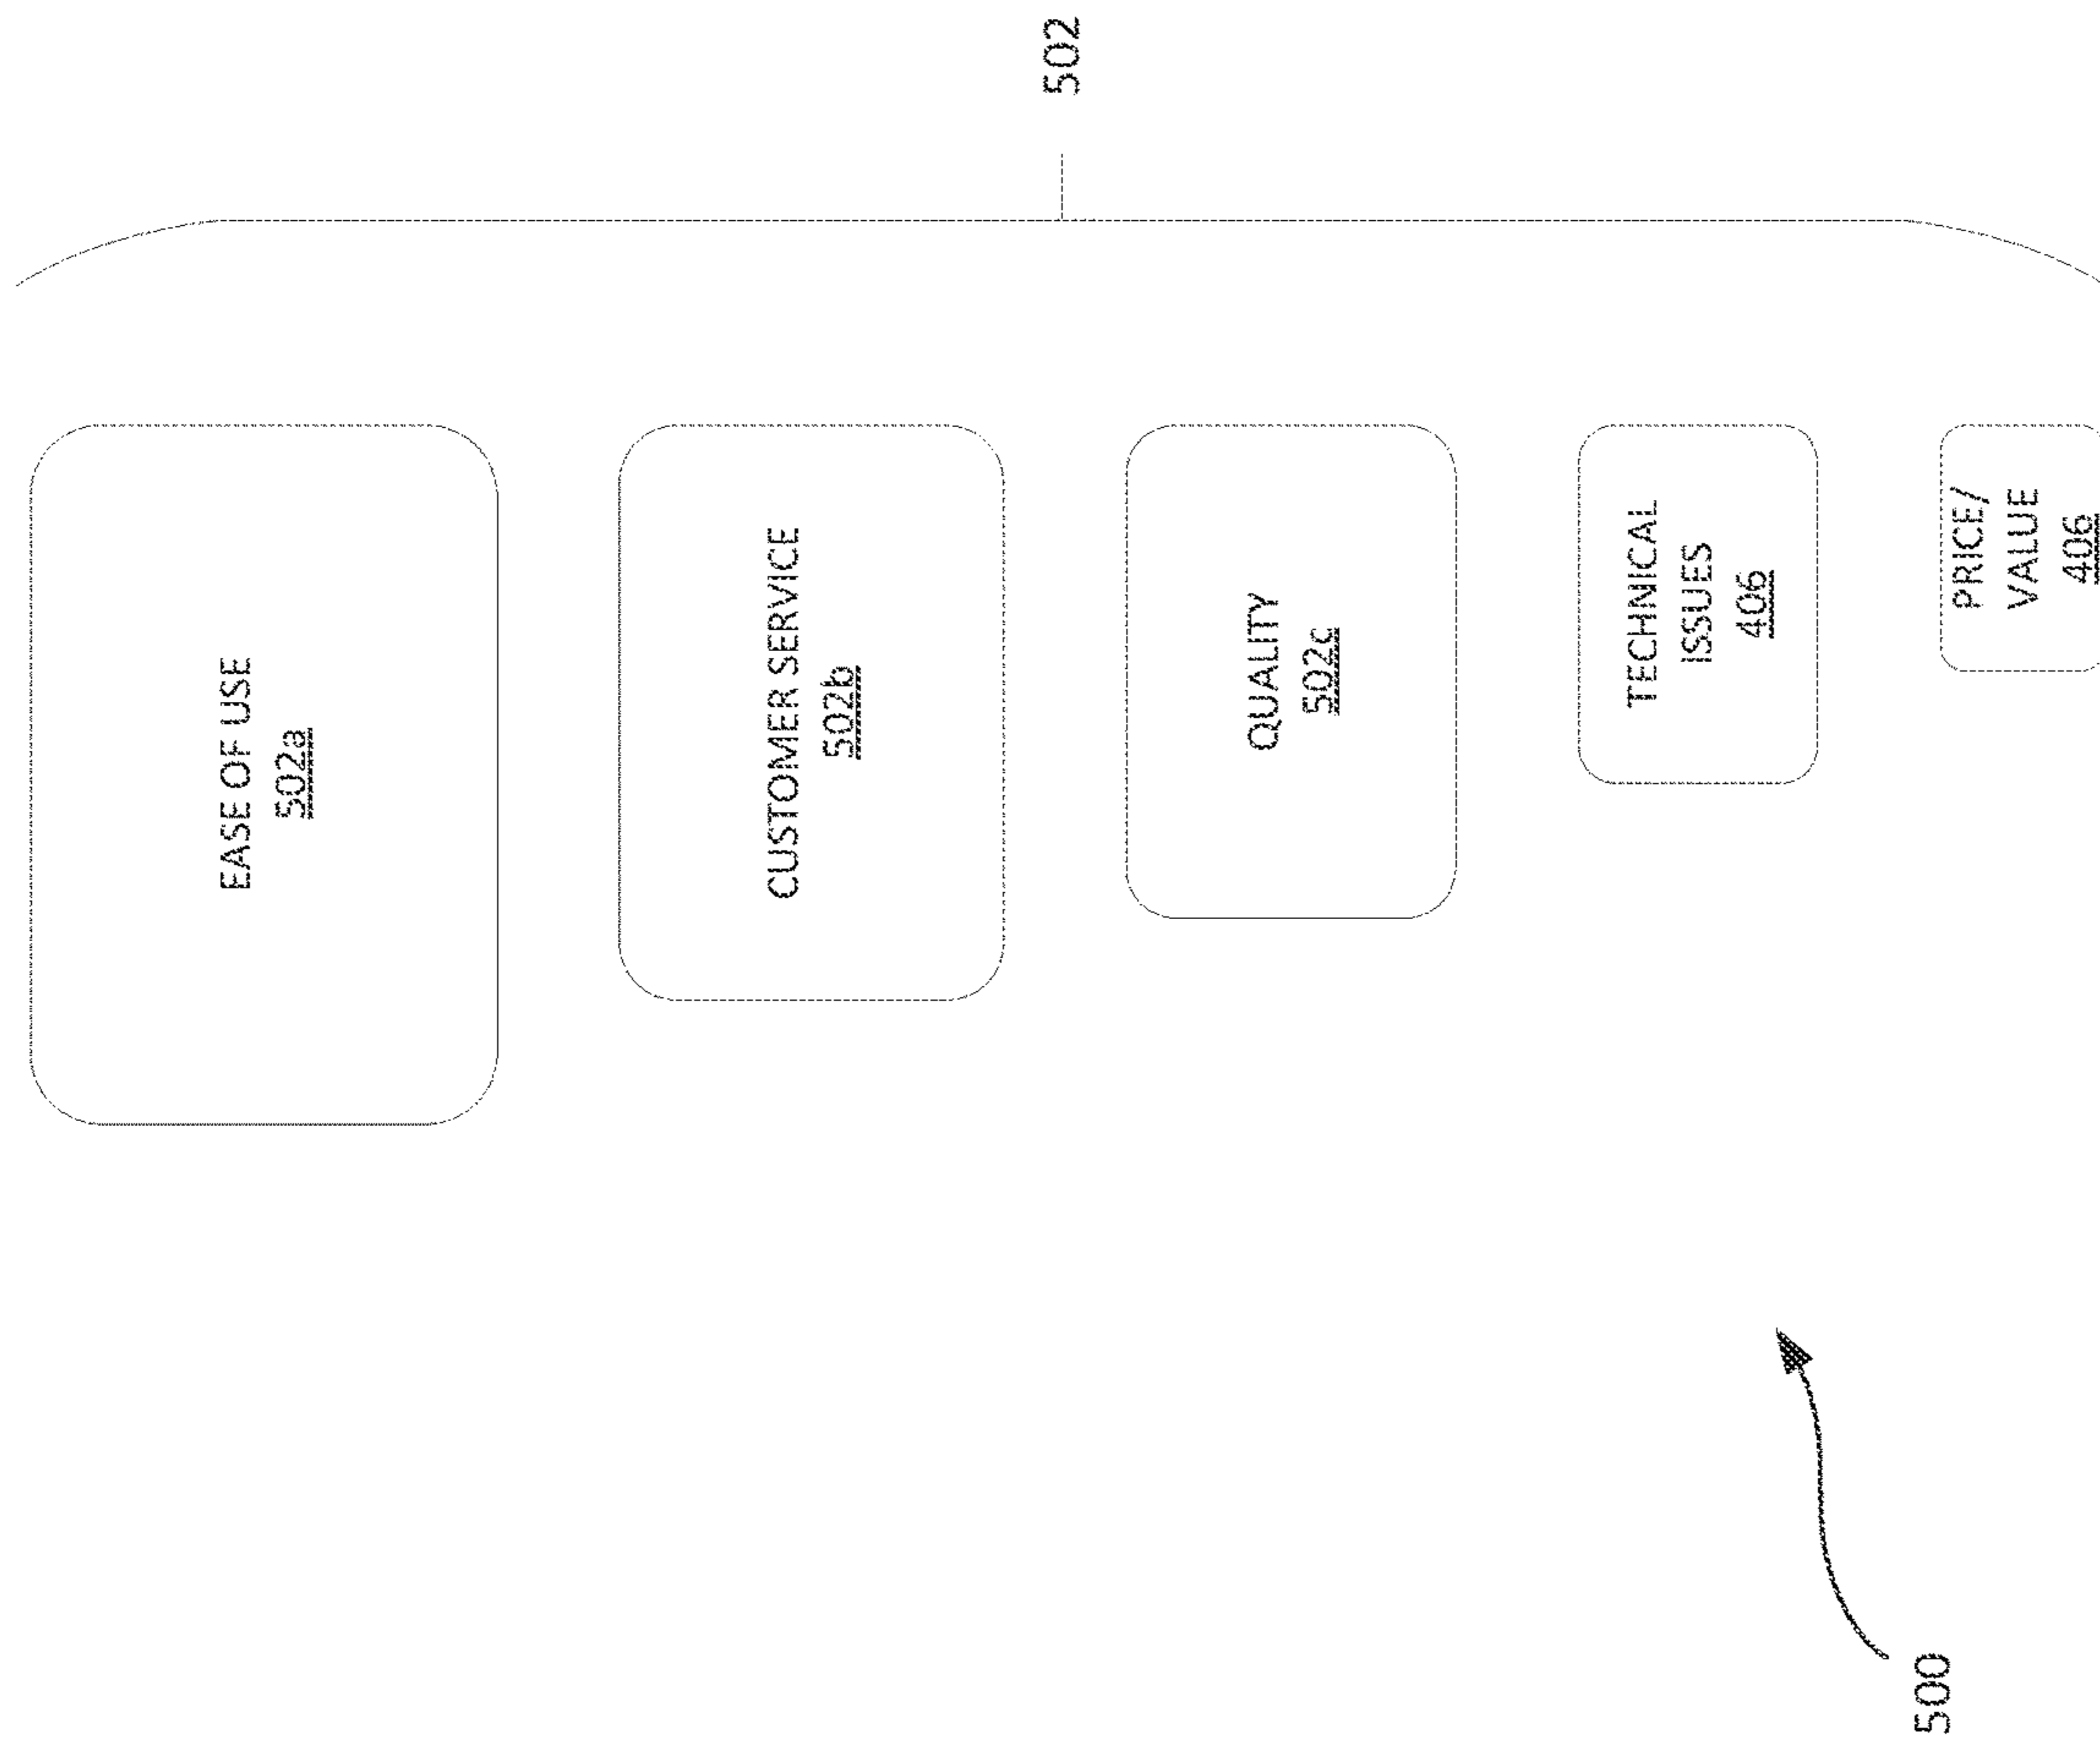 502
EASE OF USE
502a
CUSTOMER SERVICE
502b
QUALITY
502c
TECHNICAL
ISSUES
406
PRICE/
VALUE
406
500